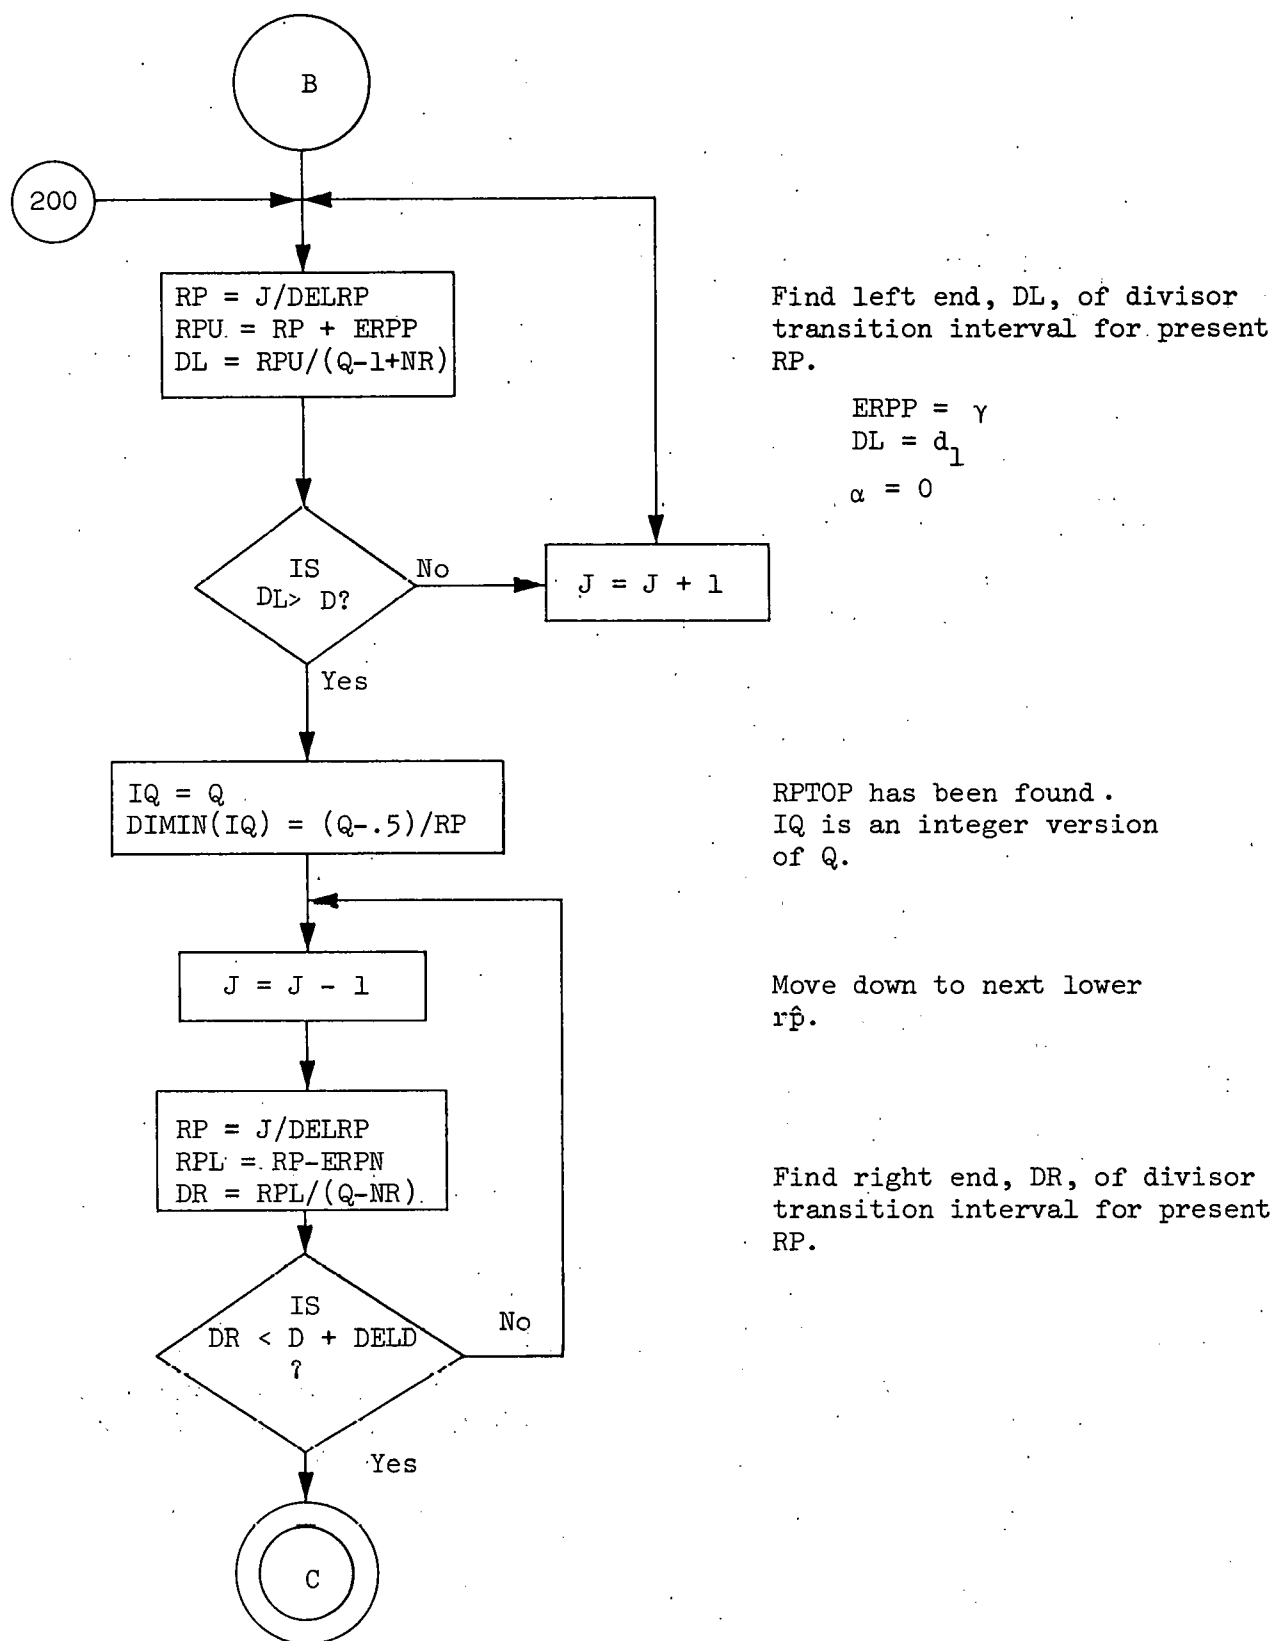 B
200
RP = J/DELRP
RPU = RP + ERPP
DL = RPU/(Q-1+NR)
Find left end, DL, of divisor
transition interval for present
RP.
ERPP = γ
DL = d1
α = 0
IS
DL> D?
No
J = J + 1
Yes
IQ = Q
DIMIN(IQ) = (Q-.5)/RP
RPTOP has been found.
IQ is an integer version
of Q.
J = J - 1
Move down to next lower
rp̂.
RP = J/DELRP
RPL = RP-ERPN
DR = RPL/(Q-NR)
Find right end, DR, of divisor
transition interval for present
RP.
IS
DR < D + DELD
?
No
Yes
C